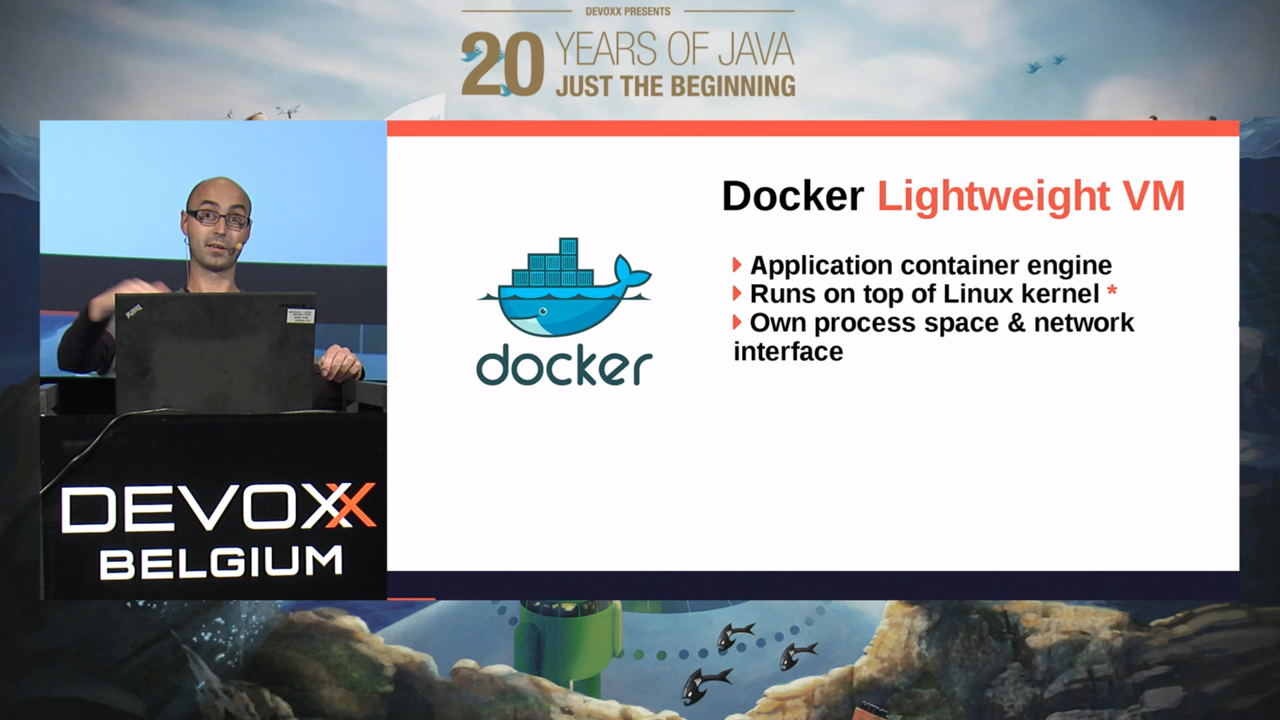 DEVOXX PRESENTS
20 YEARS OF JAVA
JUST THE BEGINNING
Docker Lightweight VM
Application container engine
Runs on top of Linux kernel *
Own process space & network
interface
docker
DEVOXX
BELGIUM